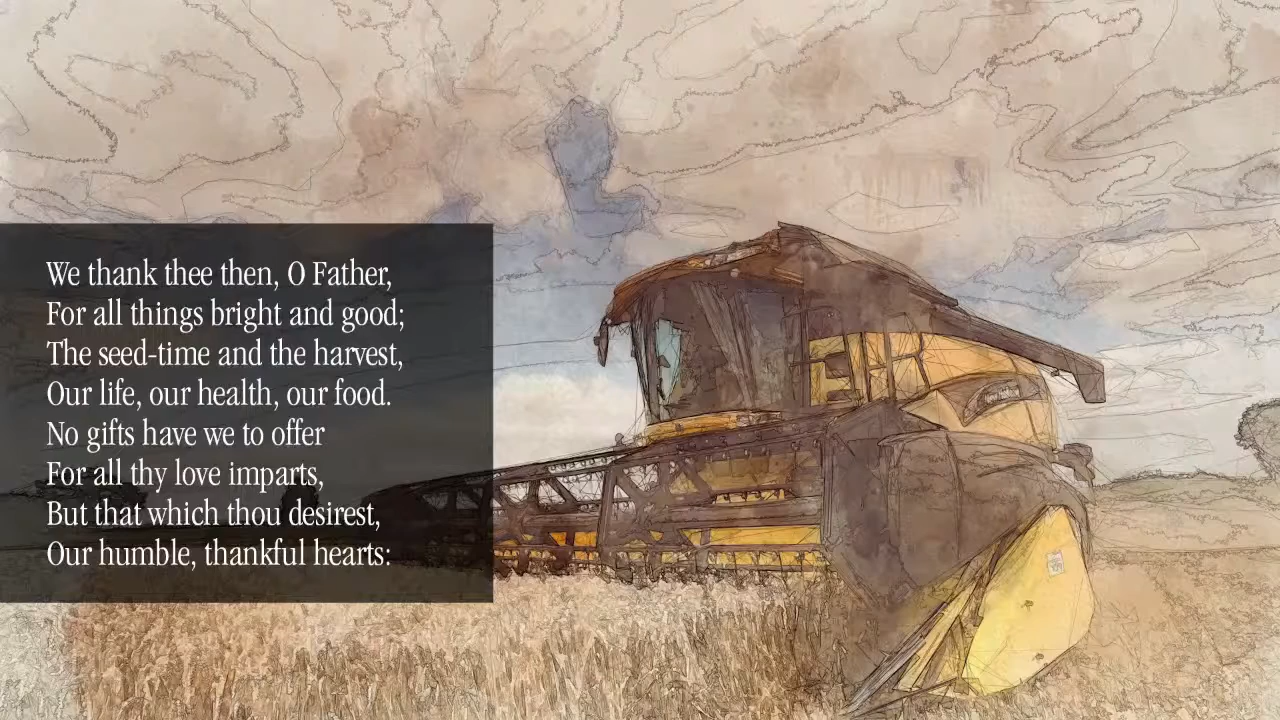 We thank thee then, O Father,
For all things bright and good;
The seed-time and the harvest,
Our life, our health, our food.
No gifts have we to offer
For all thy love imparts,
But that which thou desirest,
Our humble, thankful hearts: